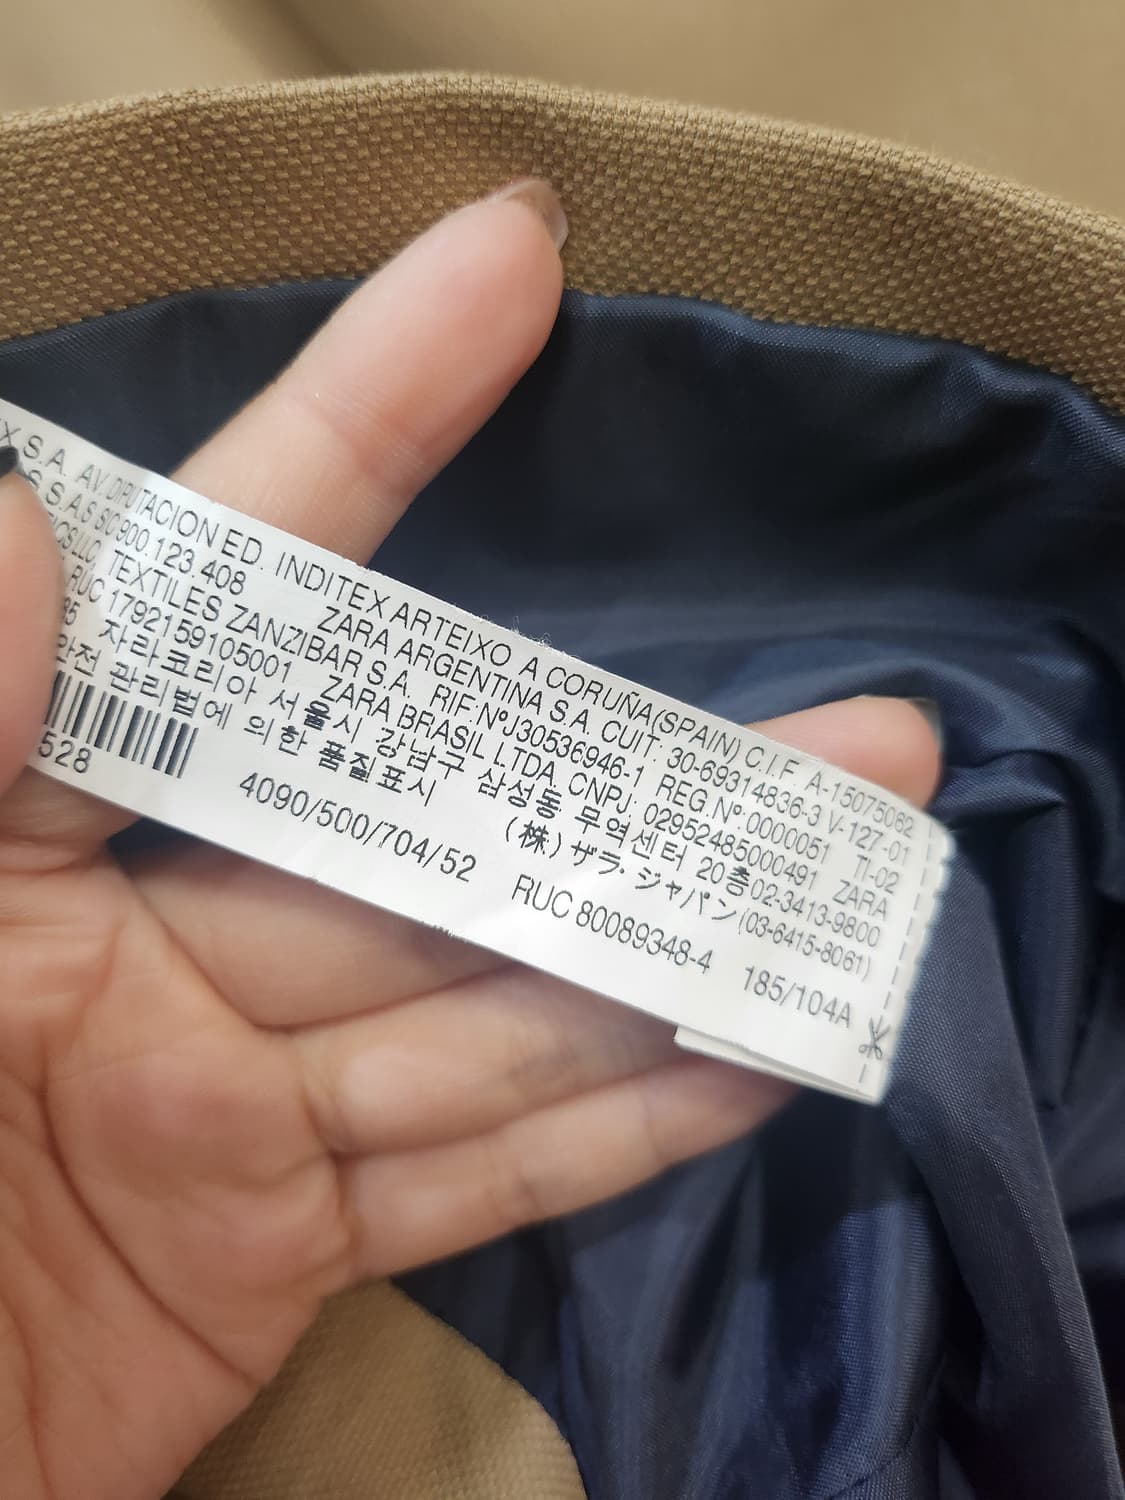 X S.A. AV. DIPUTACION ED. INDITEX ARTEIXO A CORUÑA (SPAIN) C.I.F. A-15075062
S S.A.S SIC 900.123.408 ZARA ARGENTINA S.A. CUIT: 30-69314836-3 V-127-01
TEXTILES ZANZIBAR S.A. RIF:Nº J30536946-1 REG.Nº:0000051 TI-02
RUC 1792159105001 ZARA BRASIL LTDA. CNPJ: 02952485000491 ZARA
자라코리아 서울시 강남구 삼성동 무역센터 20층 02-3413-9800
안전 관리법에 의한 품질표시 (株) ザラ・ジャパン (03-6415-8061)
528 4090/500/704/52 RUC 80089348-4 185/104A